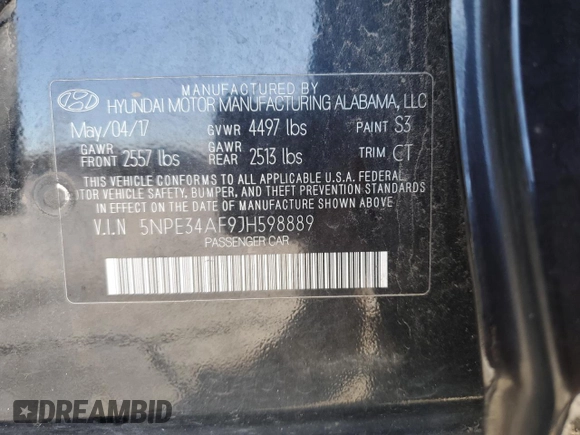 MANUFACTURED BY
HYUNDAI MOTOR MANUFACTURING ALABAMA, LLC
May/04/17 GVWR 4497 lbs PAINT S3
GAWR FRONT 2557 lbs GAWR REAR 2513 lbs TRIM CT
THIS VEHICLE CONFORMS TO ALL APPLICABLE U.S.A. FEDERAL
MOTOR VEHICLE SAFETY, BUMPER, AND THEFT PREVENTION STANDARDS
IN EFFECT ON THE DATE OF MANUFACTURE SHOWN ABOVE.
V.I.N 5NPE34AF9JH598889
PASSENGER CAR
DREAMBID